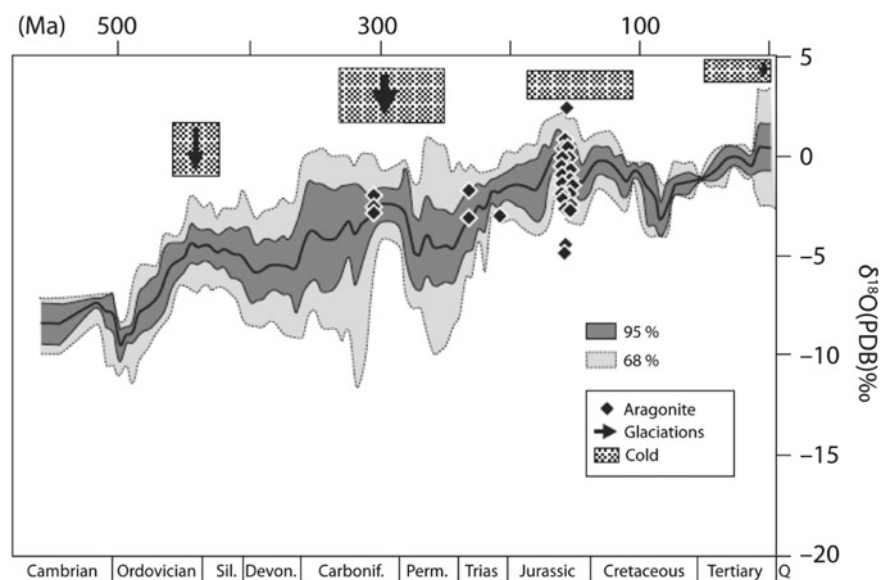 (Ma) 500 300 100
5
0
−5
−10
−15
−20
δ¹⁸O(PDB)‰
95 %
68 %
Aragonite
Glaciations
Cold
Cambrian Ordovician Sil. Devon. Carbonif. Perm. Trias Jurassic Cretaceous Tertiary Q